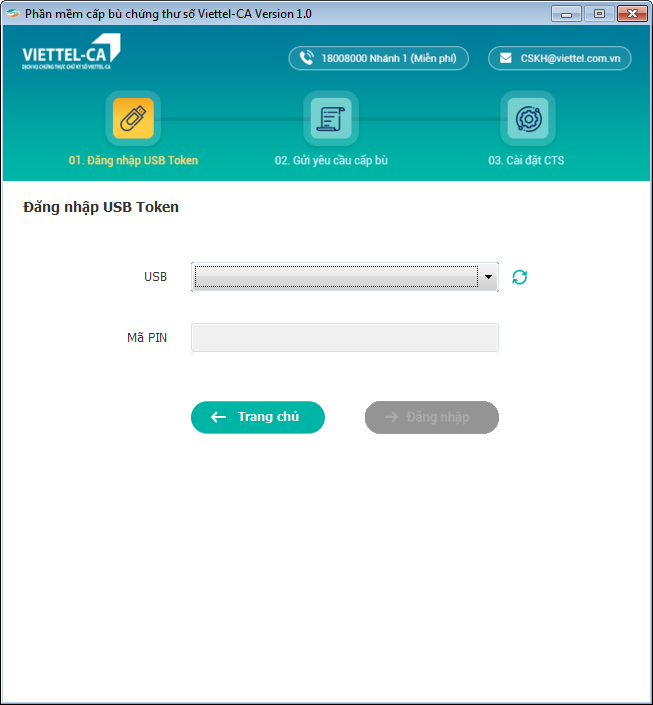 Phần mềm cấp bù chứng thư số Viettel-CA Version 1.0
VIETTEL-CA
DỊCH VỤ CHỨNG THỰC CHỮ KÝ SỐ VIETTEL-CA
18008000 Nhánh 1 (Miễn phí)
CSKH@viettel.com.vn
01. Đăng nhập USB Token
02. Gửi yêu cầu cấp bù
03. Cài đặt CTS
Đăng nhập USB Token
USB
Mã PIN
Trang chủ
Đăng nhập